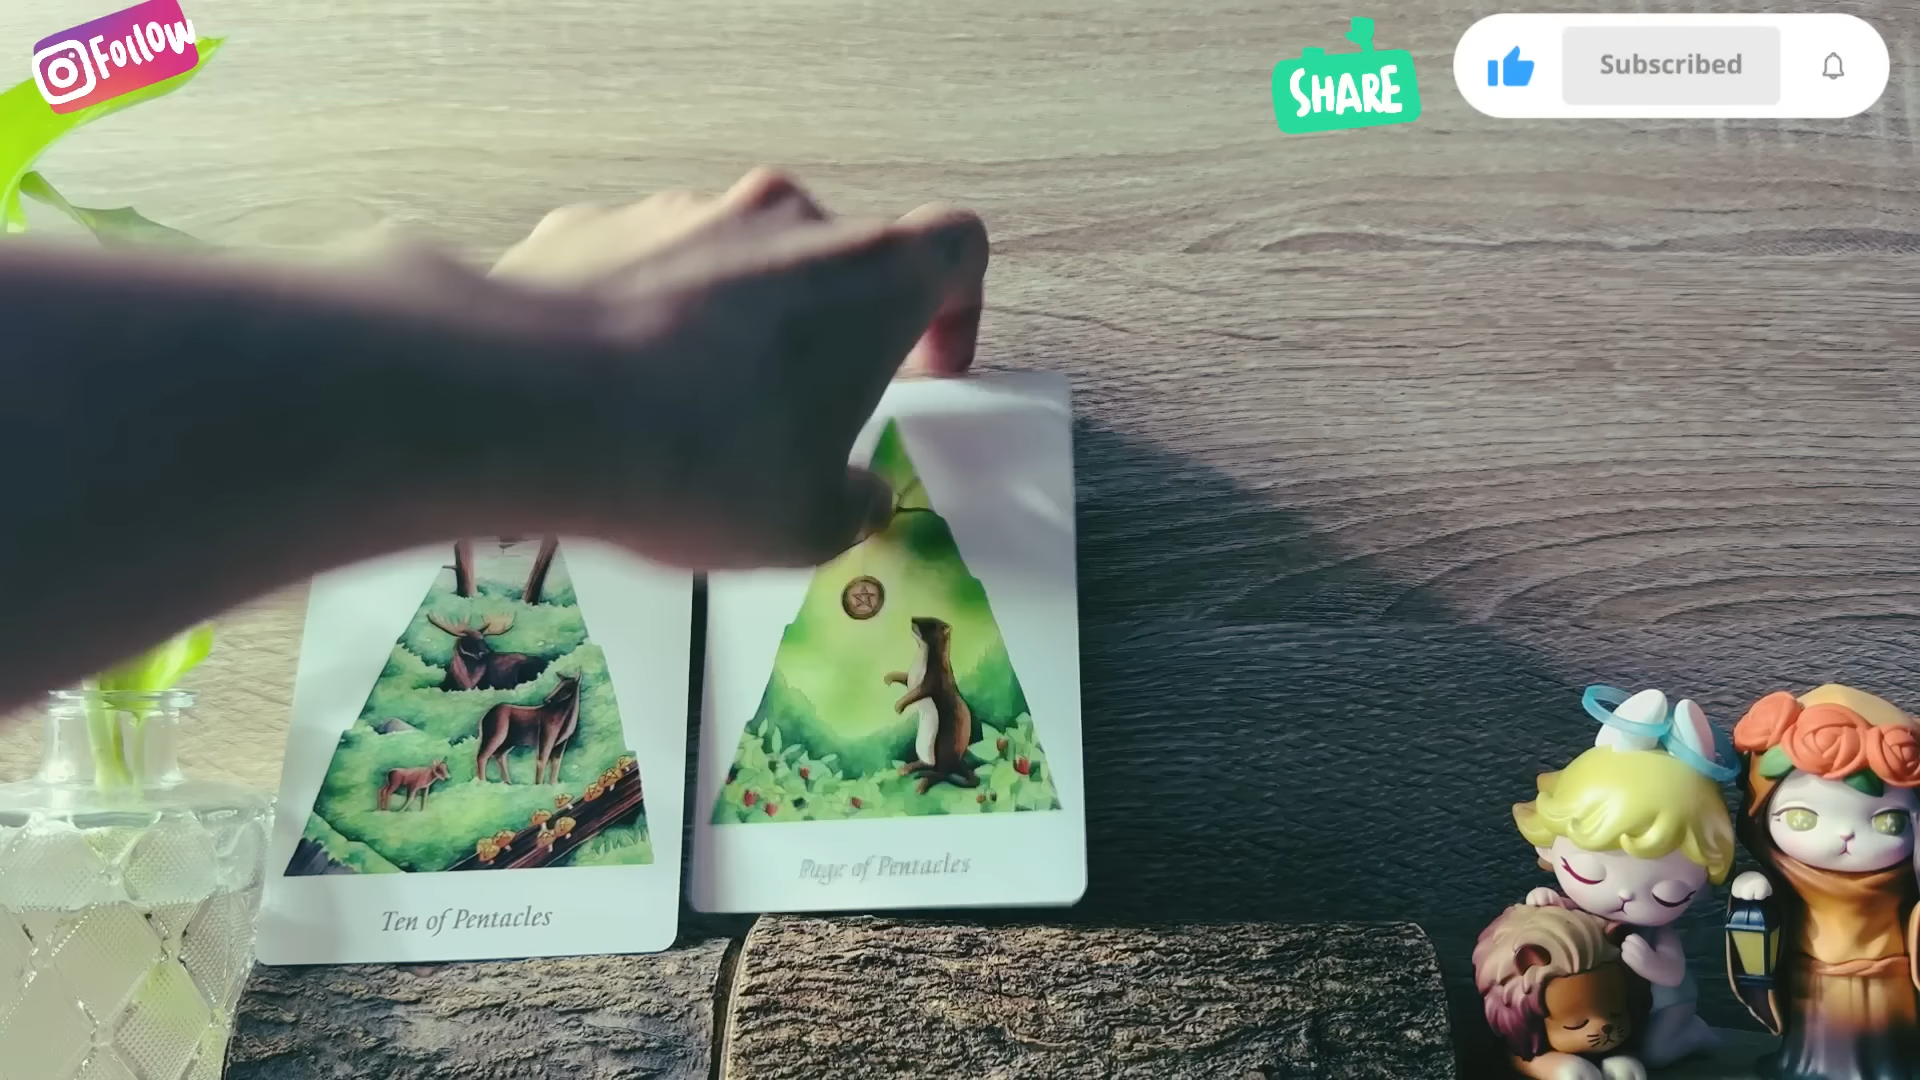 Follow
SHARE
Subscribed
Ten of Pentacles
Page of Pentacles